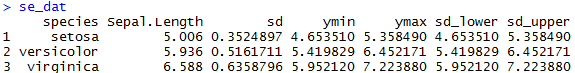 > se_dat
species Sepal.Length sd ymin ymax sd_lower sd_upper
1 setosa 5.006 0.3524897 4.653510 5.358490 4.653510 5.358490
2 versicolor 5.936 0.5161711 5.419829 6.452171 5.419829 6.452171
3 virginica 6.588 0.6358796 5.952120 7.223880 5.952120 7.223880